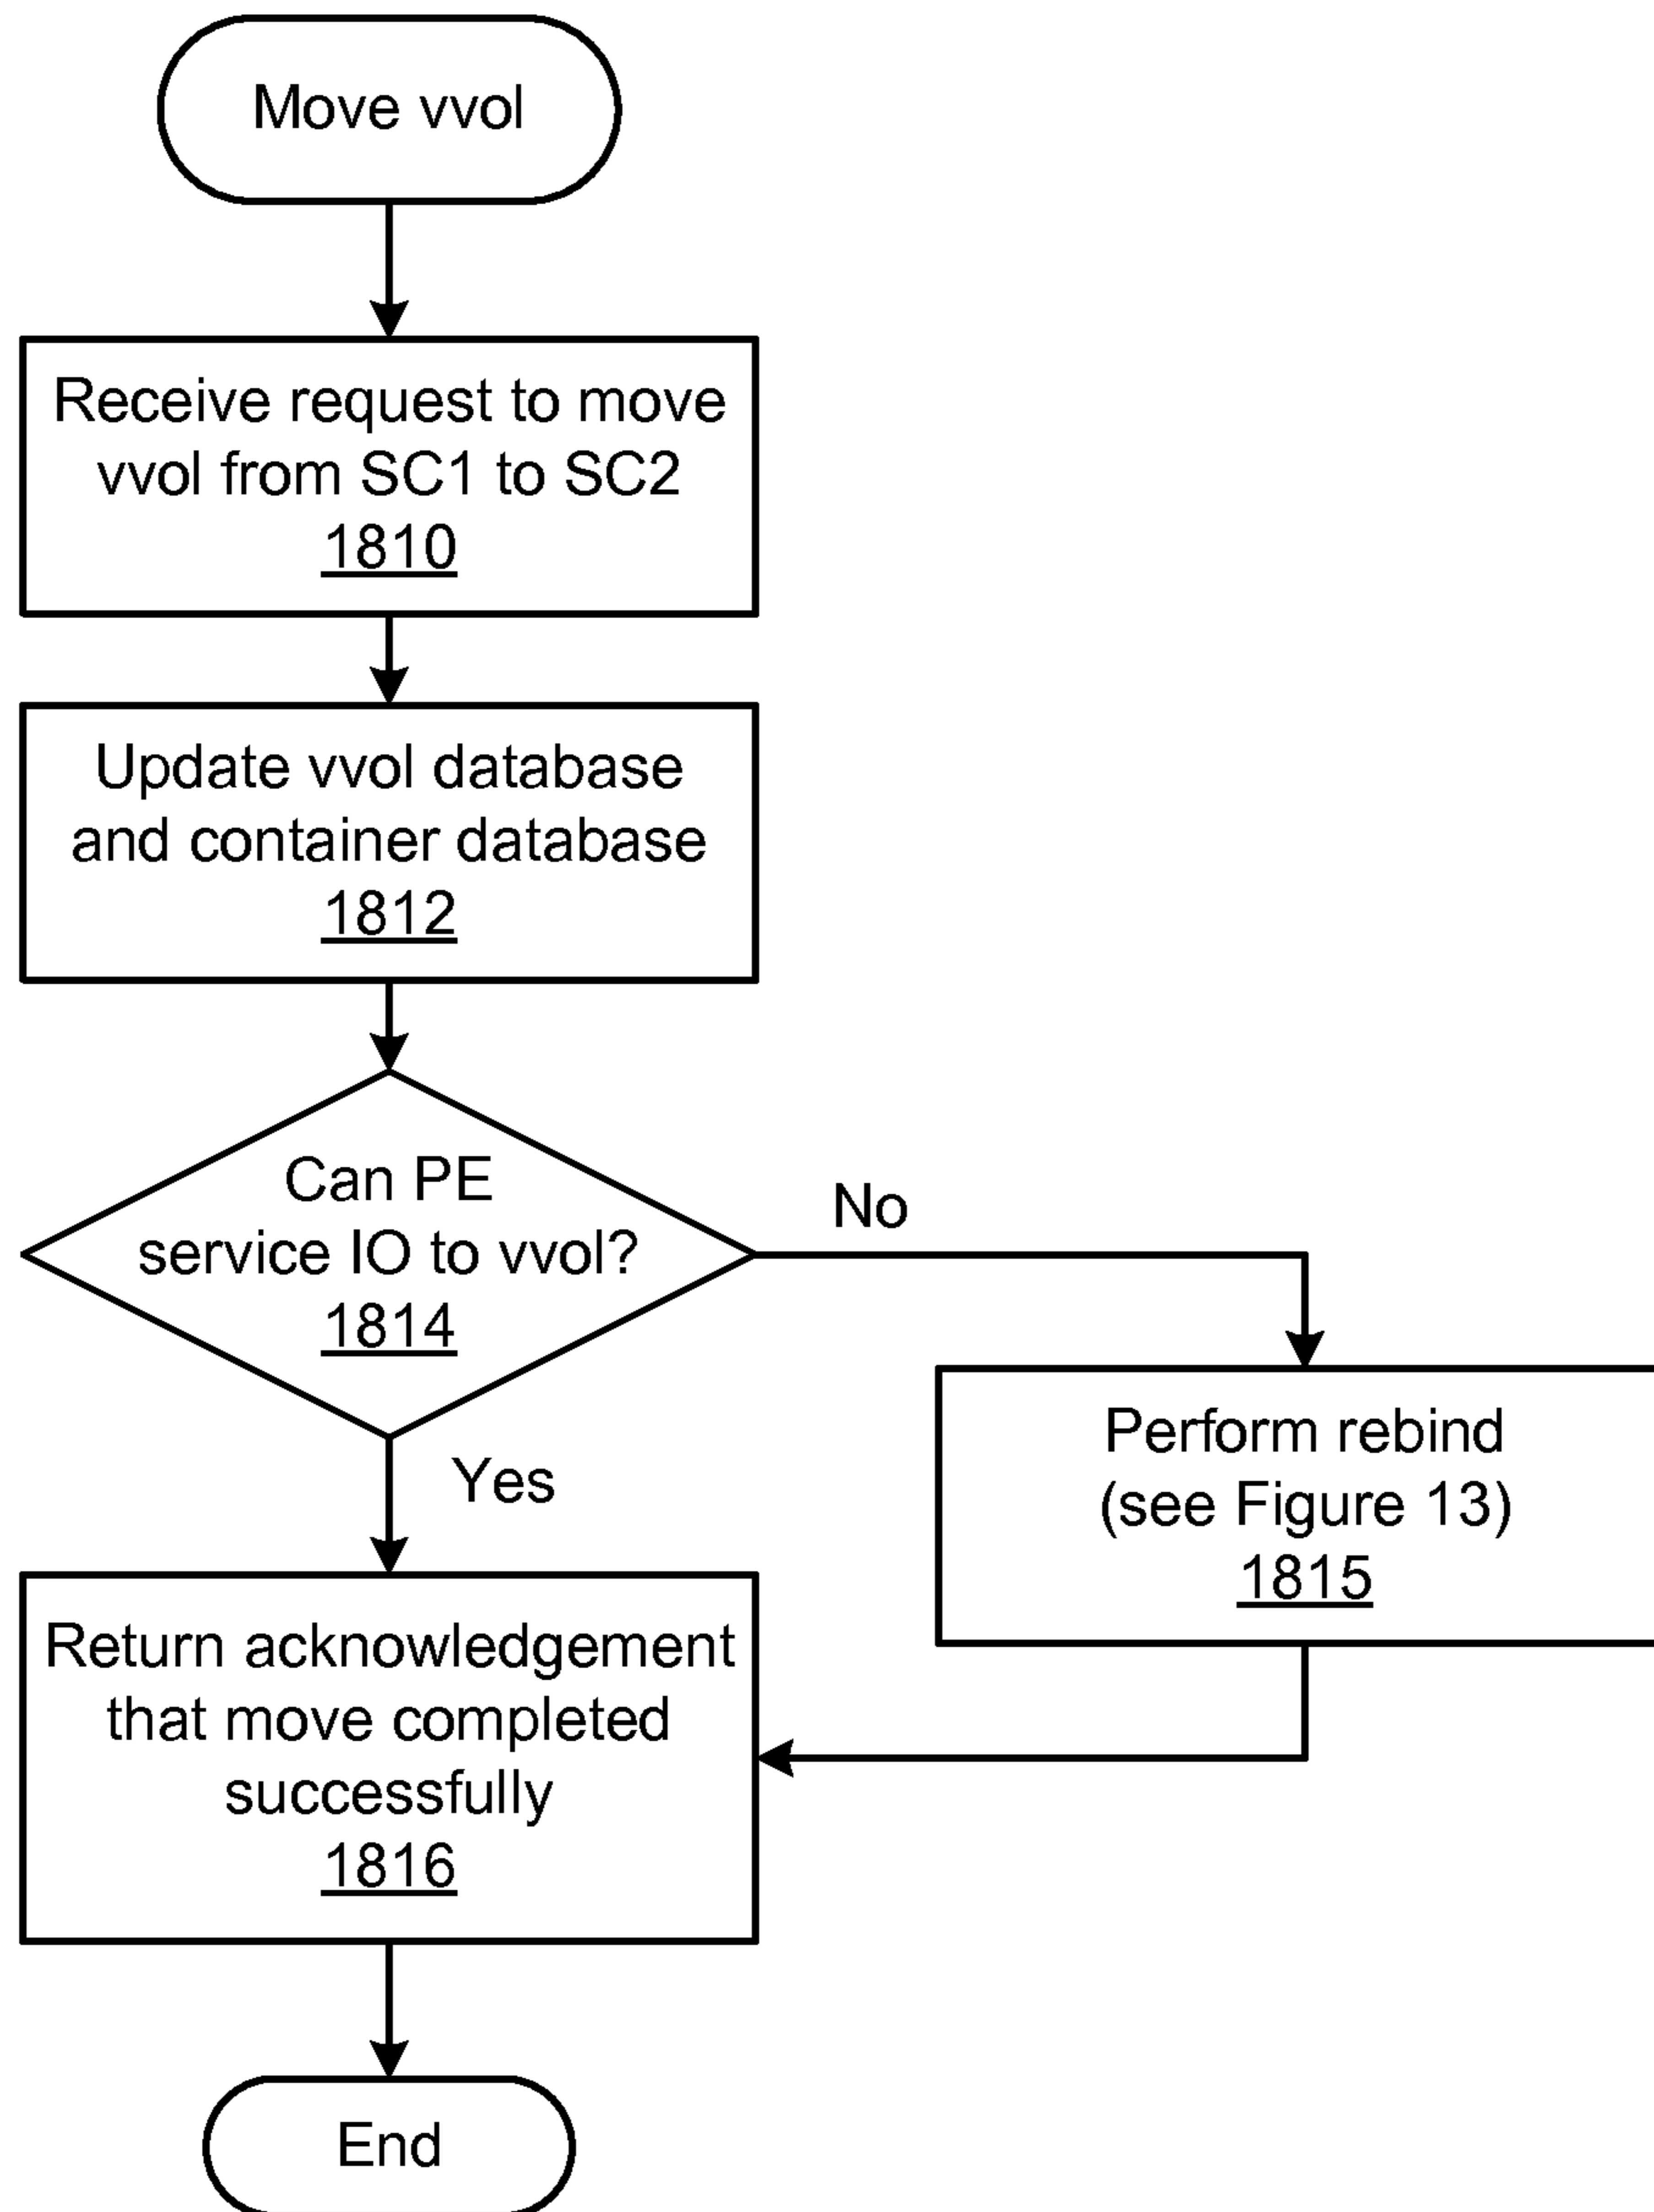 Move vvol
Receive request to move
vvol from SC1 to SC2
1810
Update vvol database
and container database
1812
Can PE
service IO to vvol?
1814
No
Yes
Perform rebind
(see Figure 13)
1815
Return acknowledgement
that move completed
successfully
1816
End